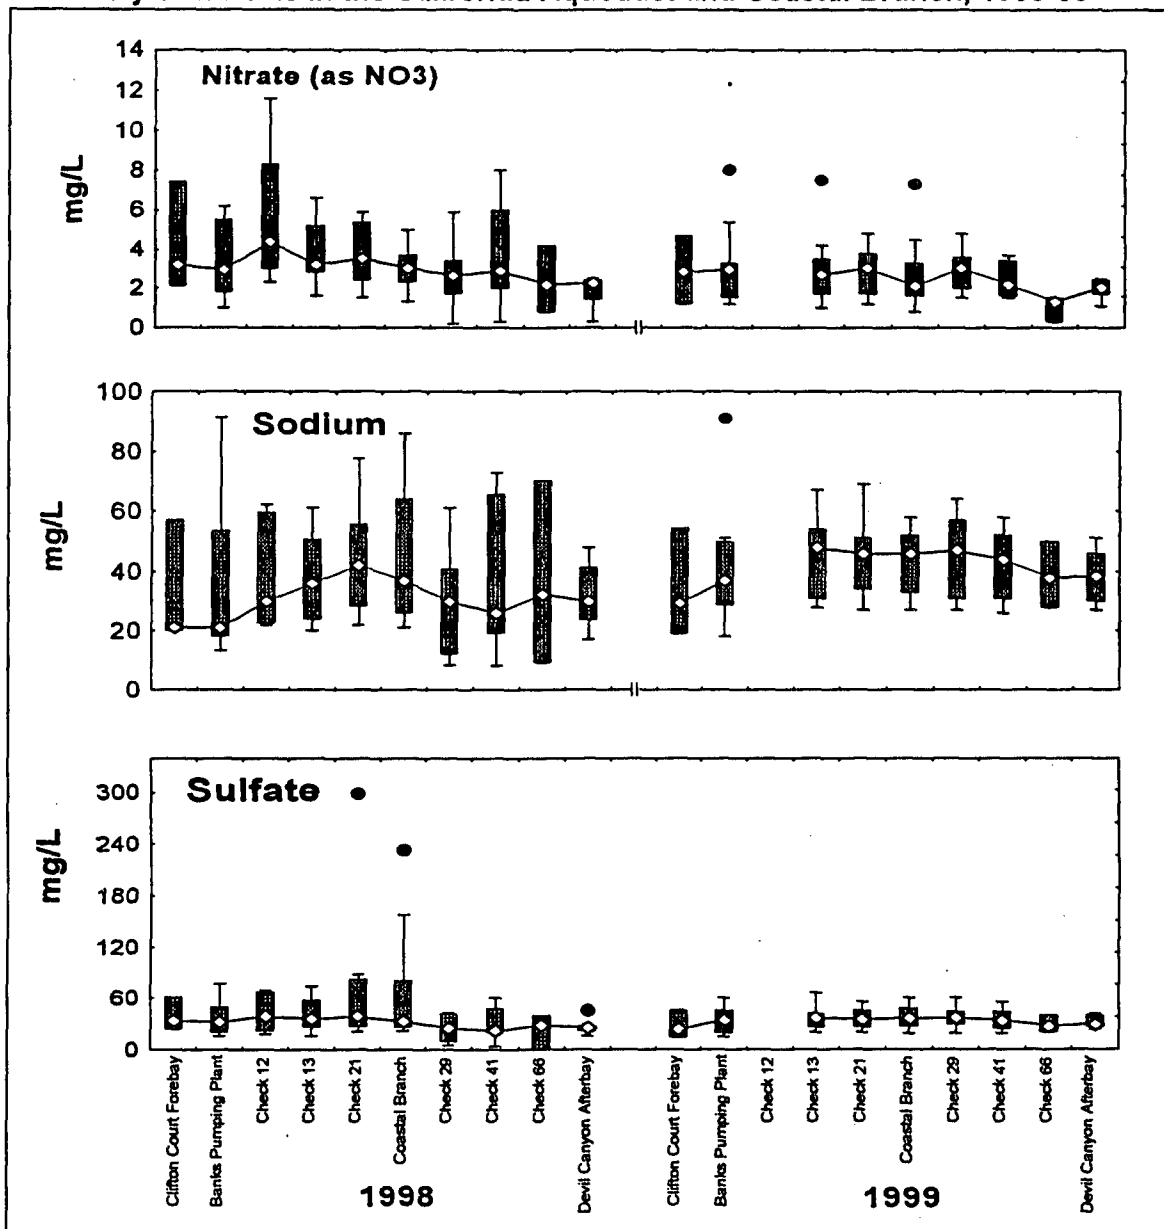 14
12
10
8
6
4
2
0
mg/L
Nitrate (as NO3)
100
80
60
40
20
0
mg/L
Sodium
300
240
180
120
60
0
mg/L
Sulfate
Clifton Court Forebay
Banks Pumping Plant
Check 12
Check 13
Check 21
Coastal Branch
Check 29
Check 41
Check 66
Devil Canyon Afterbay
Clifton Court Forebay
Banks Pumping Plant
Check 12
Check 13
Check 21
Coastal Branch
Check 29
Check 41
Check 66
Devil Canyon Afterbay
1998
1999